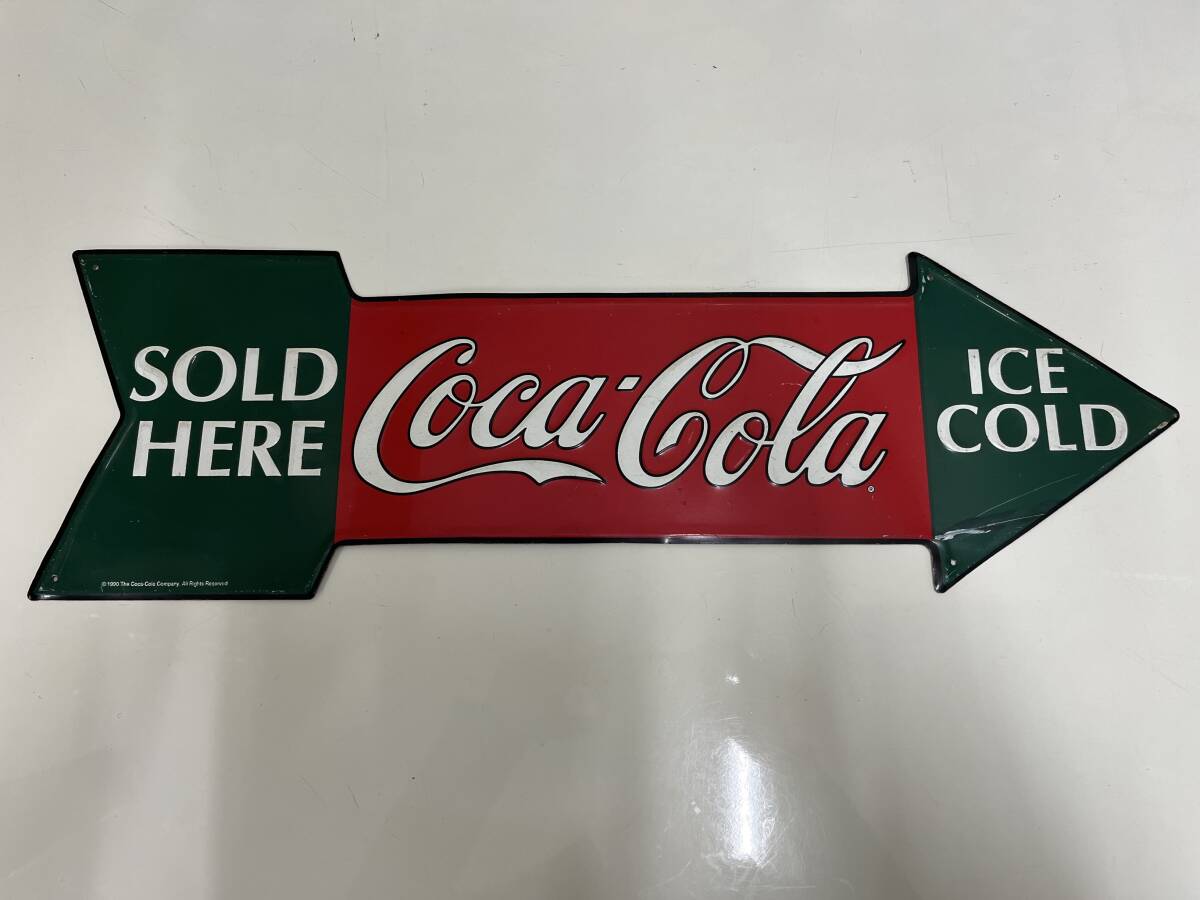 SOLD
HERE
Coca-Cola
®
ICE
COLD
© 1990 The Coca-Cola Company. All Rights Reserved